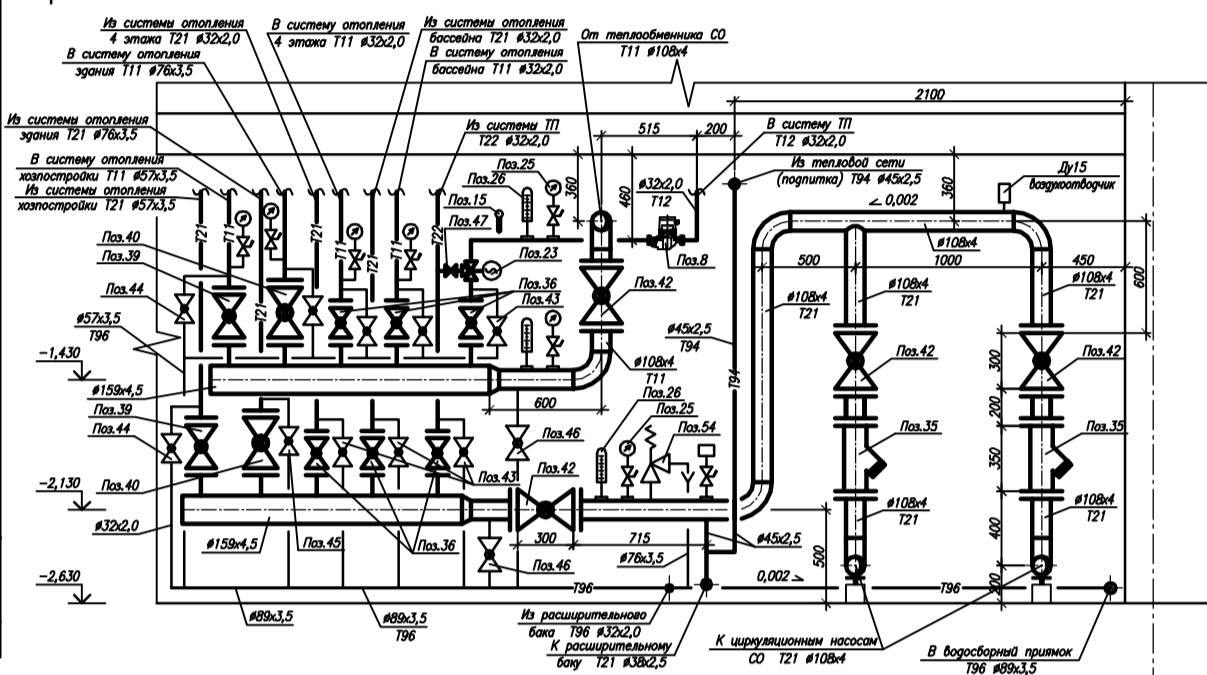 Из системы отопления
4 этажа Т21 ø32х2,0
В систему отопления
4 этажа Т11 ø32х2,0
Из системы отопления
бассейна Т21 ø32х2,0
В систему отопления
бассейна Т11 ø32х2,0
От теплообменника СО
Т11 ø108х4
В систему отопления
здания Т11 ø76х3,5
Из системы отопления
здания Т21 ø76х3,5
В систему отопления
хозпостройки Т11 ø57х3,5
Из системы отопления
хозпостройки Т21 ø57х3,5
Из системы ТП
Т22 ø32х2,0
В систему ТП
Т12 ø32х2,0
Из тепловой сети
(подпитка) Т94 ø45х2,5
Ду15
воздухоотводчик
2100
515
200
360
460
360
ø32х2,0
Т12
0,002
Поз.25
Поз.26
Поз.15
Поз.47
Поз.23
Поз.8
Поз.42
Поз.36
Поз.43
Поз.40
Поз.39
Поз.44
Т21
Т11
Т21
Т21
Т11
Т21
Т11
Т22
ø57х3,5
Т96
-1,430
ø159х4,5
600
ø108х4
Т11
ø45х2,5
Т94
Т94
ø108х4
500
1000
450
600
ø108х4
Т21
ø108х4
Т21
ø108х4
Т21
Поз.42
Поз.42
300
200
350
400
200
Поз.35
Поз.35
ø108х4
Т21
ø108х4
Т21
Поз.39
Поз.44
Поз.40
-2,130
ø32х2,0
ø159х4,5
Поз.45
Поз.36
Поз.43
Поз.46
Поз.42
Поз.26
Поз.25
Поз.54
300
715
Поз.46
ø76х3,5
ø45х2,5
500
-2,630
0,002
Т96
Т96
ø89х3,5
ø89х3,5
Т96
Из расширительного
бака Т96 ø32х2,0
К расширительному
баку Т21 ø38х2,5
К циркуляционным насосам
СО Т21 ø108х4
В водосборный приямок
Т96 ø89х3,5